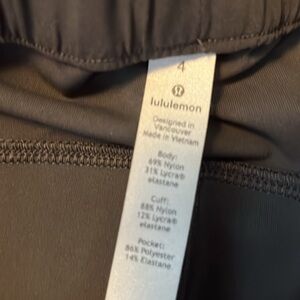 4
lululemon
Designed in
Vancouver
Made in Vietnam
Body:
69% Nylon
31% Lycra®
elastane
Cuff:
88% Nylon
12% Lycra®
elastane
Pocket:
86% Polyester
14% Elastane